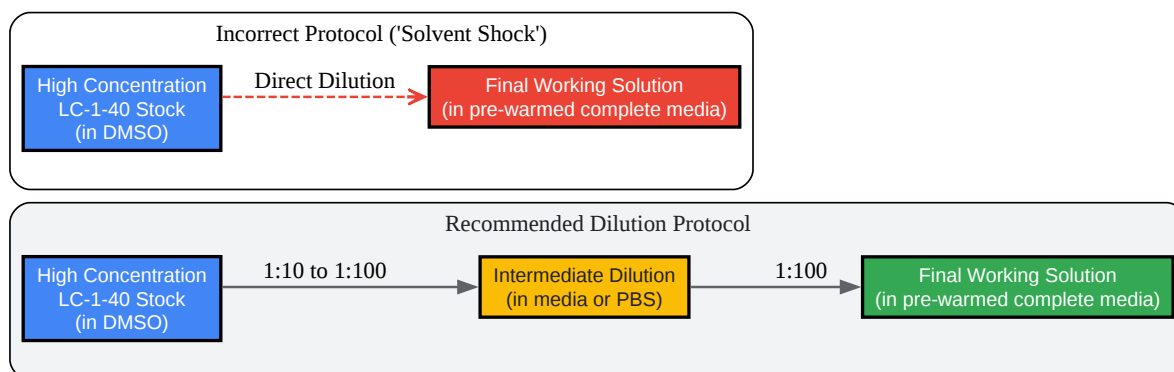 Incorrect Protocol ('Solvent Shock')
High Concentration
LC-1-40 Stock
(in DMSO)
Direct Dilution
Final Working Solution
(in pre-warmed complete media)
Recommended Dilution Protocol
High Concentration
LC-1-40 Stock
(in DMSO)
1:10 to 1:100
Intermediate Dilution
(in media or PBS)
1:100
Final Working Solution
(in pre-warmed complete media)